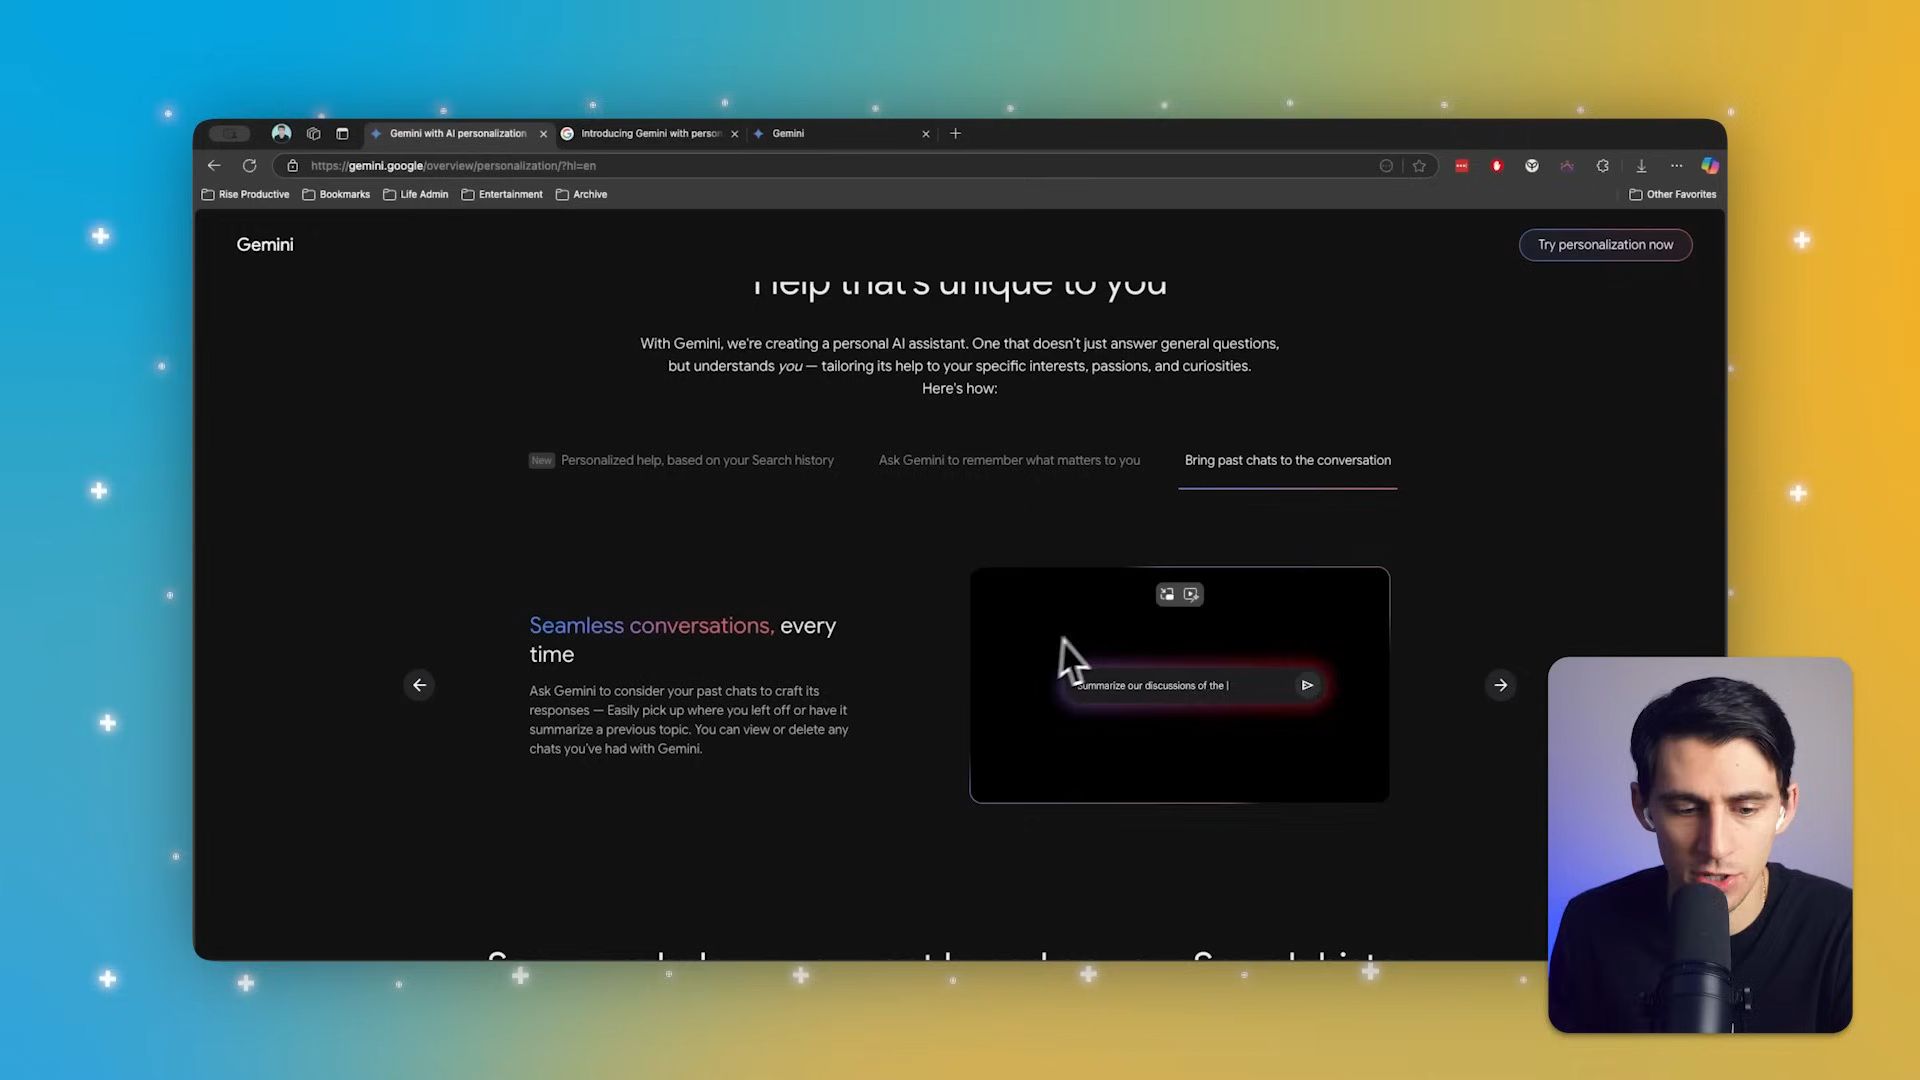 Gemini with AI personalization
Introducing Gemini with person
Gemini
https://gemini.google/overview/personalization/?hl=en
Rise Productive
Bookmarks
Life Admin
Entertainment
Archive
Other Favorites
Gemini
Try personalization now
Help that's unique to you
With Gemini, we're creating a personal AI assistant. One that doesn't just answer general questions,
but understands you — tailoring its help to your specific interests, passions, and curiosities.
Here's how:
New Personalized help, based on your Search history
Ask Gemini to remember what matters to you
Bring past chats to the conversation
Seamless conversations, every
time
Ask Gemini to consider your past chats to craft its
responses — Easily pick up where you left off or have it
summarize a previous topic. You can view or delete any
chats you've had with Gemini.
Summarize our discussions of the